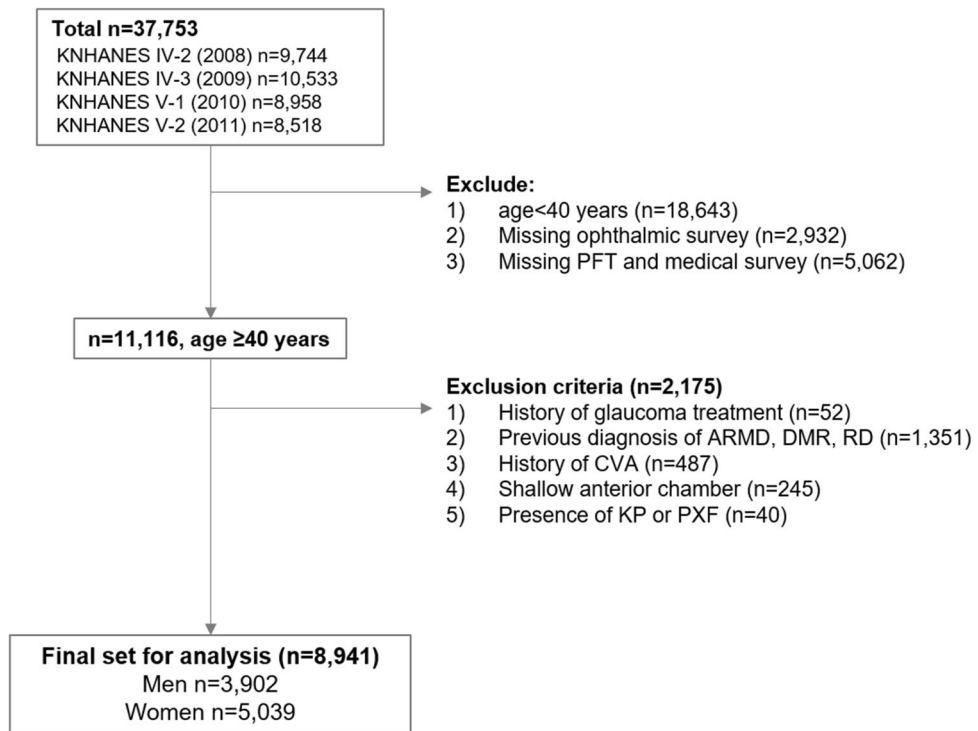 Total n=37,753
KNHANES IV-2 (2008) n=9,744
KNHANES IV-3 (2009) n=10,533
KNHANES V-1 (2010) n=8,958
KNHANES V-2 (2011) n=8,518
Exclude:
1) age<40 years (n=18,643)
2) Missing ophthalmic survey (n=2,932)
3) Missing PFT and medical survey (n=5,062)
n=11,116, age ≥40 years
Exclusion criteria (n=2,175)
1) History of glaucoma treatment (n=52)
2) Previous diagnosis of ARMD, DMR, RD (n=1,351)
3) History of CVA (n=487)
4) Shallow anterior chamber (n=245)
5) Presence of KP or PXF (n=40)
Final set for analysis (n=8,941)
Men n=3,902
Women n=5,039